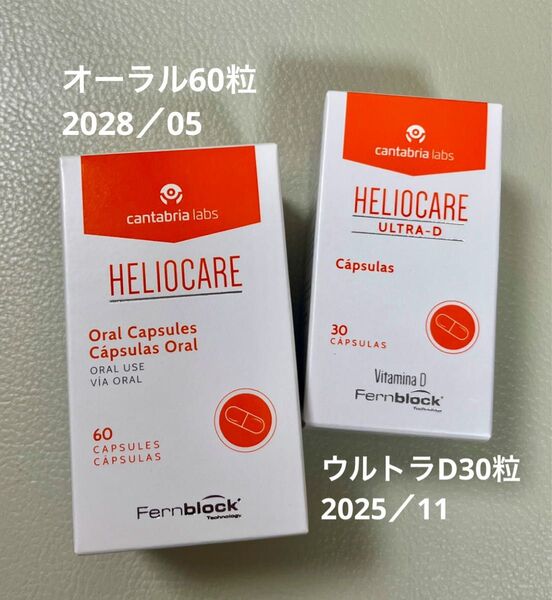 オーラル60粒
2028／05
cantabria labs
HELIOCARE
Oral Capsules
Cápsulas Oral
ORAL USE
VÍA ORAL
60
CAPSULES
CÁPSULAS
Fernblock
Technology
cantabria labs
HELIOCARE
ULTRA-D
Cápsulas
30
CÁPSULAS
Vitamina D
Fernblock
Technology
ウルトラD30粒
2025／11